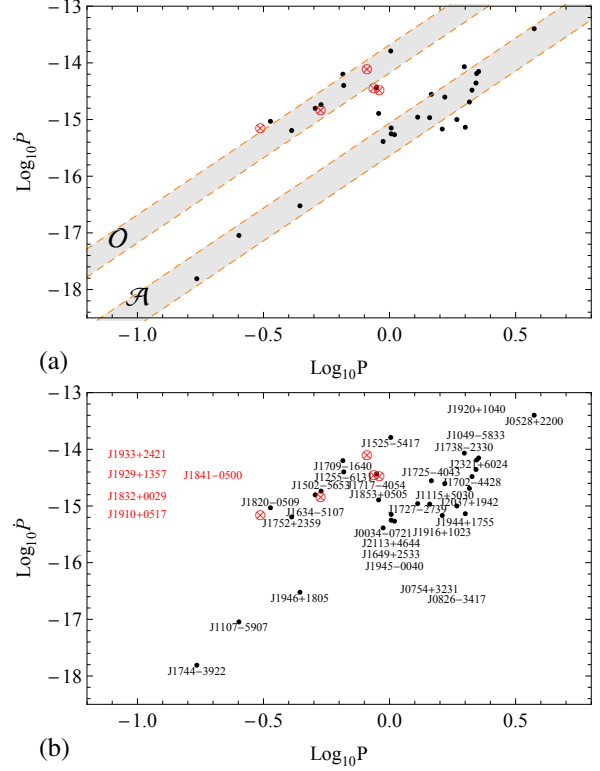 −13
−14
−15
−16
−17
−18
Log₁₀Ṗ
O
A
−1.0
−0.5
0.0
0.5
(a)
Log₁₀P
−13
−14
−15
−16
−17
−18
Log₁₀Ṗ
J1920+1040
J0528−2200
J1049−5833
J1525−5417
J1738−2330
J1933+2421
J1709−1640
J2321+6024
J1929+1357
J1841−0500
J1255−6131
J1725−4043
J1502−5653
J1717−4054
J1702−4428
J1832+0029
J1853+0505
J1115+5030
J1820−0509
J2037+1942
J1910+0517
J1634−5107
J1727−2739
J1752+2359
J1944+1755
J0034−0721
J1916+1023
J2113+4644
J1649+2533
J1945−0040
J0754+3231
J1946+1805
J0826−3417
J1107−5907
J1744−3922
−1.0
−0.5
0.0
0.5
(b)
Log₁₀P